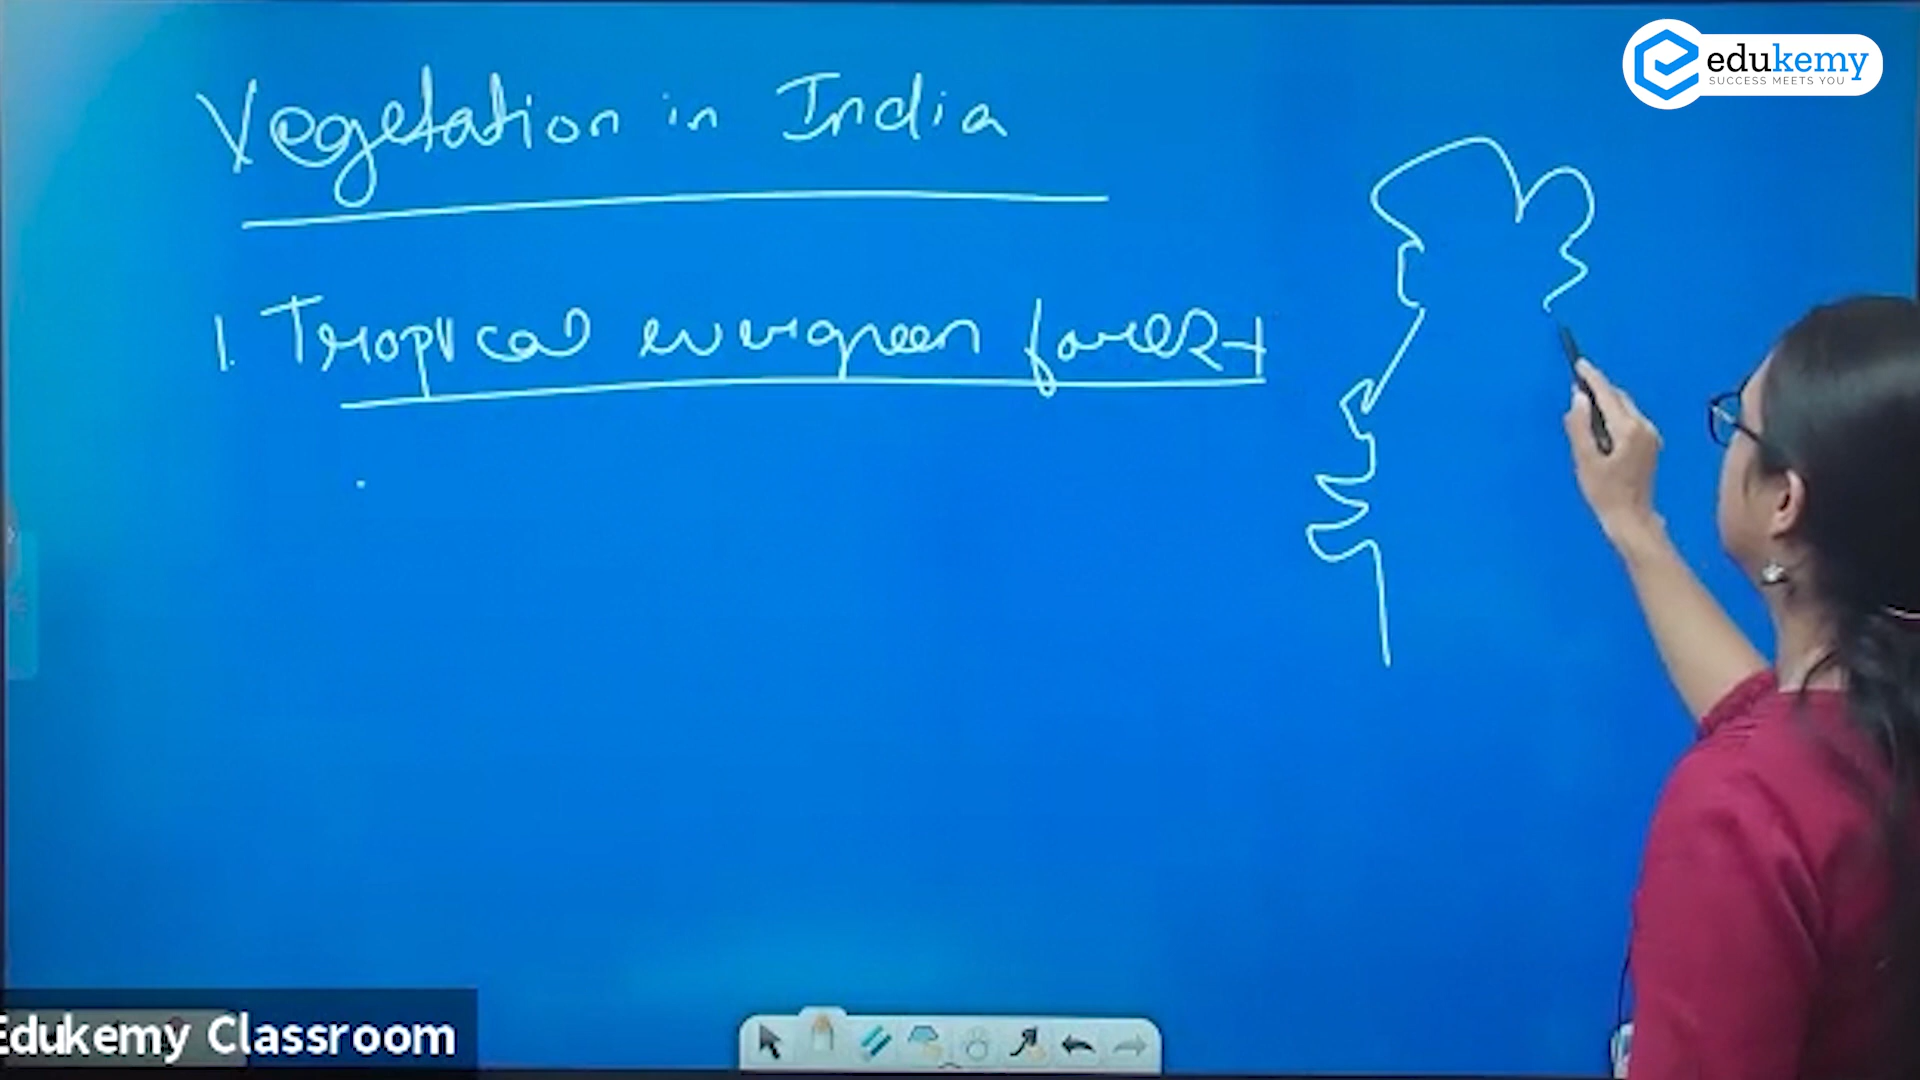 edukemy
SUCCESS MEETS YOU
Vegetation in India
1. Tropical evergreen forest
Edukemy Classroom